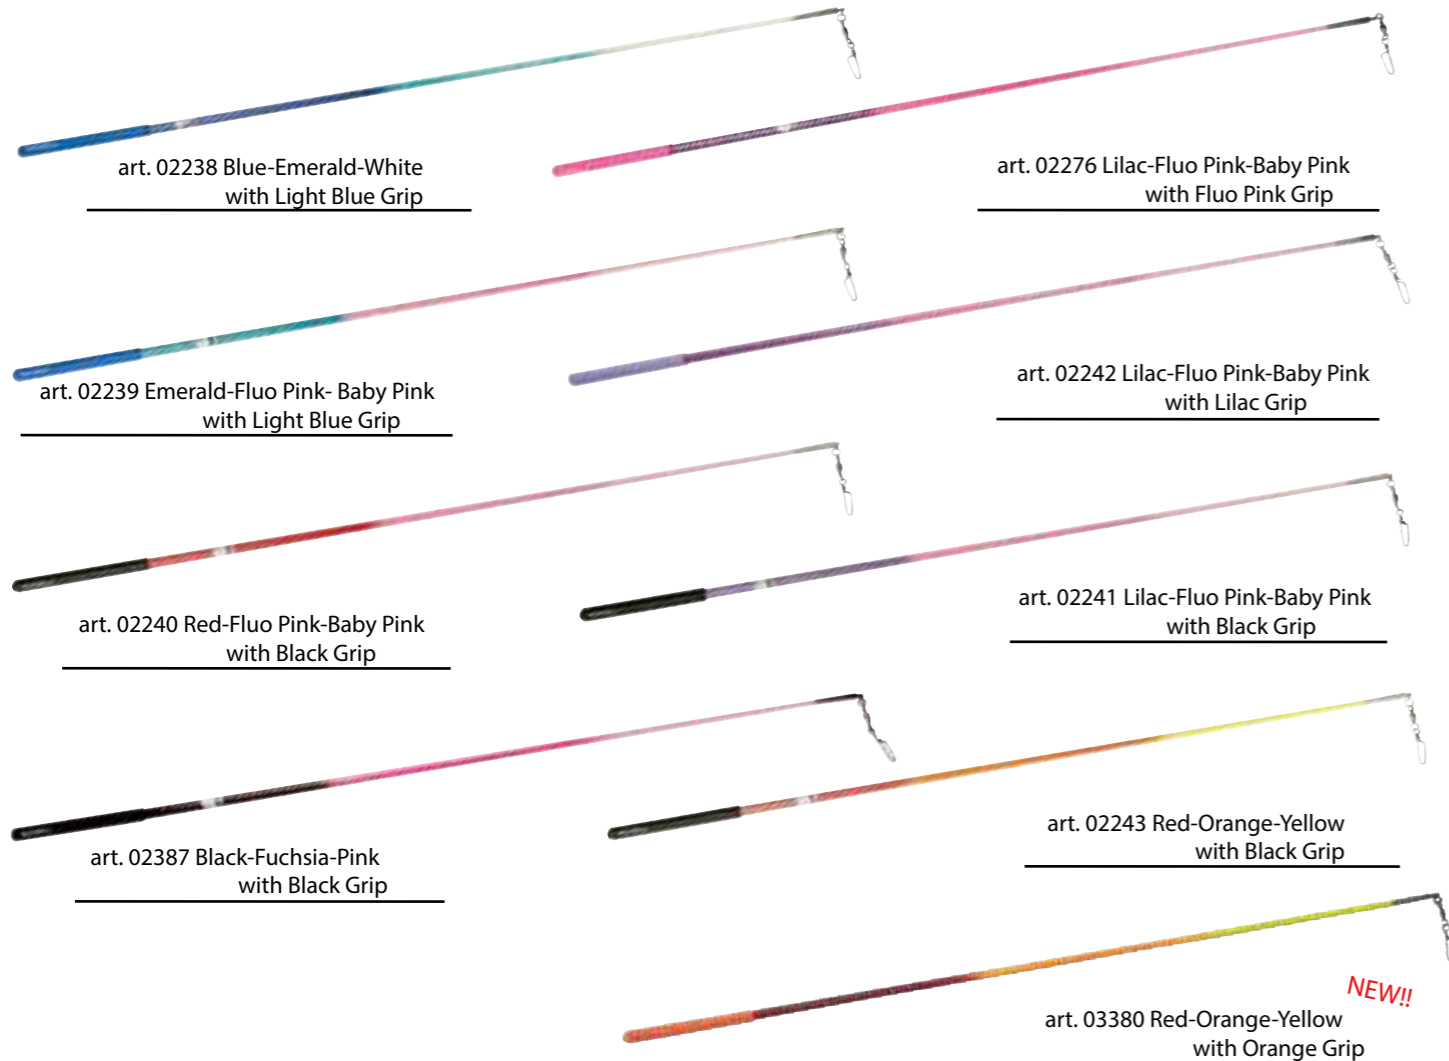 art. 02238 Blue-Emerald-White
with Light Blue Grip
art. 02276 Lilac-Fluo Pink-Baby Pink
with Fluo Pink Grip
art. 02239 Emerald-Fluo Pink- Baby Pink
with Light Blue Grip
art. 02242 Lilac-Fluo Pink-Baby Pink
with Lilac Grip
art. 02240 Red-Fluo Pink-Baby Pink
with Black Grip
art. 02241 Lilac-Fluo Pink-Baby Pink
with Black Grip
art. 02387 Black-Fuchsia-Pink
with Black Grip
art. 02243 Red-Orange-Yellow
with Black Grip
NEW!!
art. 03380 Red-Orange-Yellow
with Orange Grip